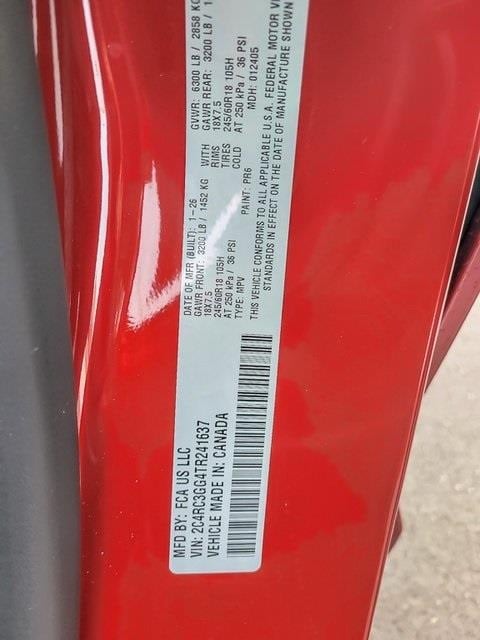 MFD BY: FCA US LLC
VIN: 2C4RC3GG4TR241637
VEHICLE MADE IN: CANADA
DATE OF MFR (BUILT): 1-26
GVWR: 6300 LB / 2858 KG
GAWR FRONT: 3200 LB / 1452 KG
WITH
GAWR REAR: 3200 LB /
18X7.5
RIMS
18X7.5
245/60R18 105H
TIRES
245/60R18 105H
AT 250 kPa / 36 PSI
COLD
AT 250 kPa / 36 PSI
TYPE: MPV
PAINT: PR6
MDH: 012405
THIS VEHICLE CONFORMS TO ALL APPLICABLE U.S.A. FEDERAL MOTOR
STANDARDS IN EFFECT ON THE DATE OF MANUFACTURE SHOWN